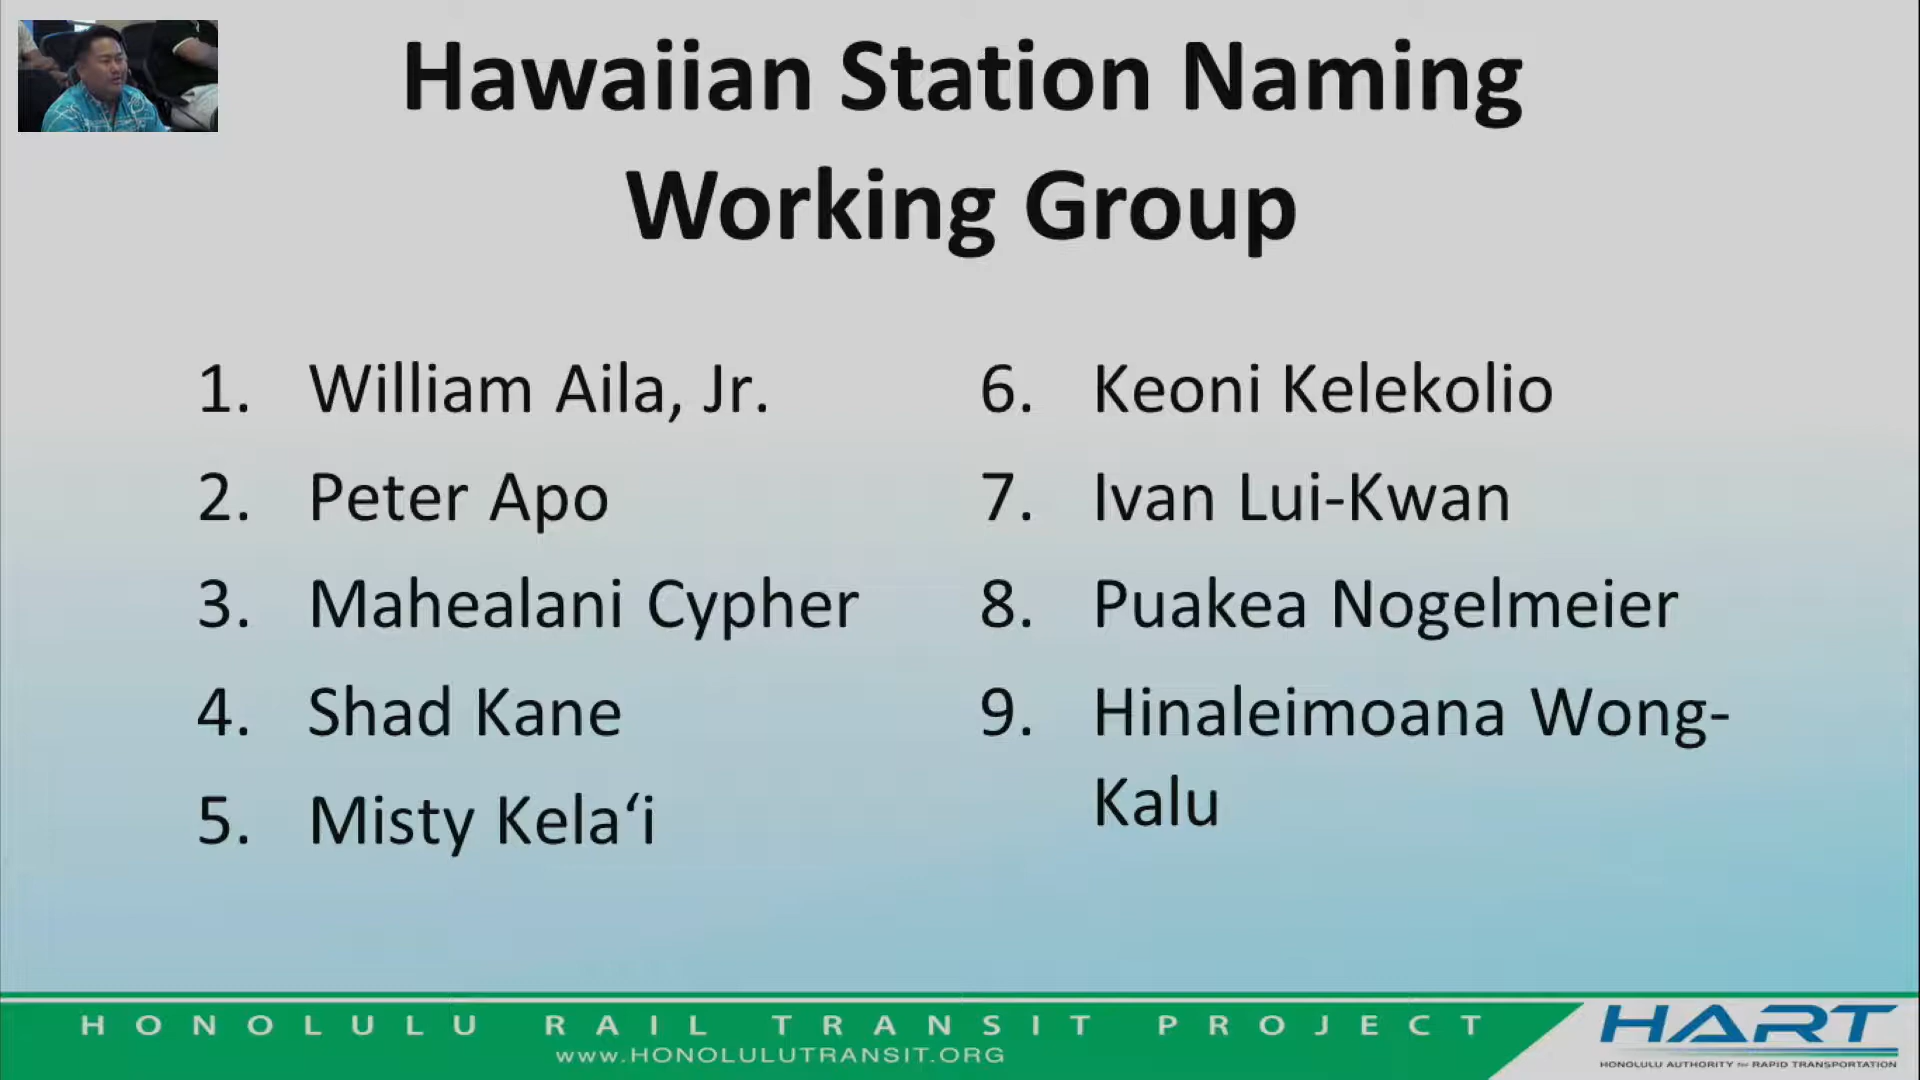 Hawaiian Station Naming
Working Group
1. William Aila, Jr.
2. Peter Apo
3. Mahealani Cypher
4. Shad Kane
5. Misty Kelaʻi
6. Keoni Kelekolio
7. Ivan Lui-Kwan
8. Puakea Nogelmeier
9. Hinaleimoana Wong-
Kalu
HONOLULU RAIL TRANSIT PROJECT
www.HONOLULUTRANSIT.ORG
HART
HONOLULU AUTHORITY for RAPID TRANSPORTATION